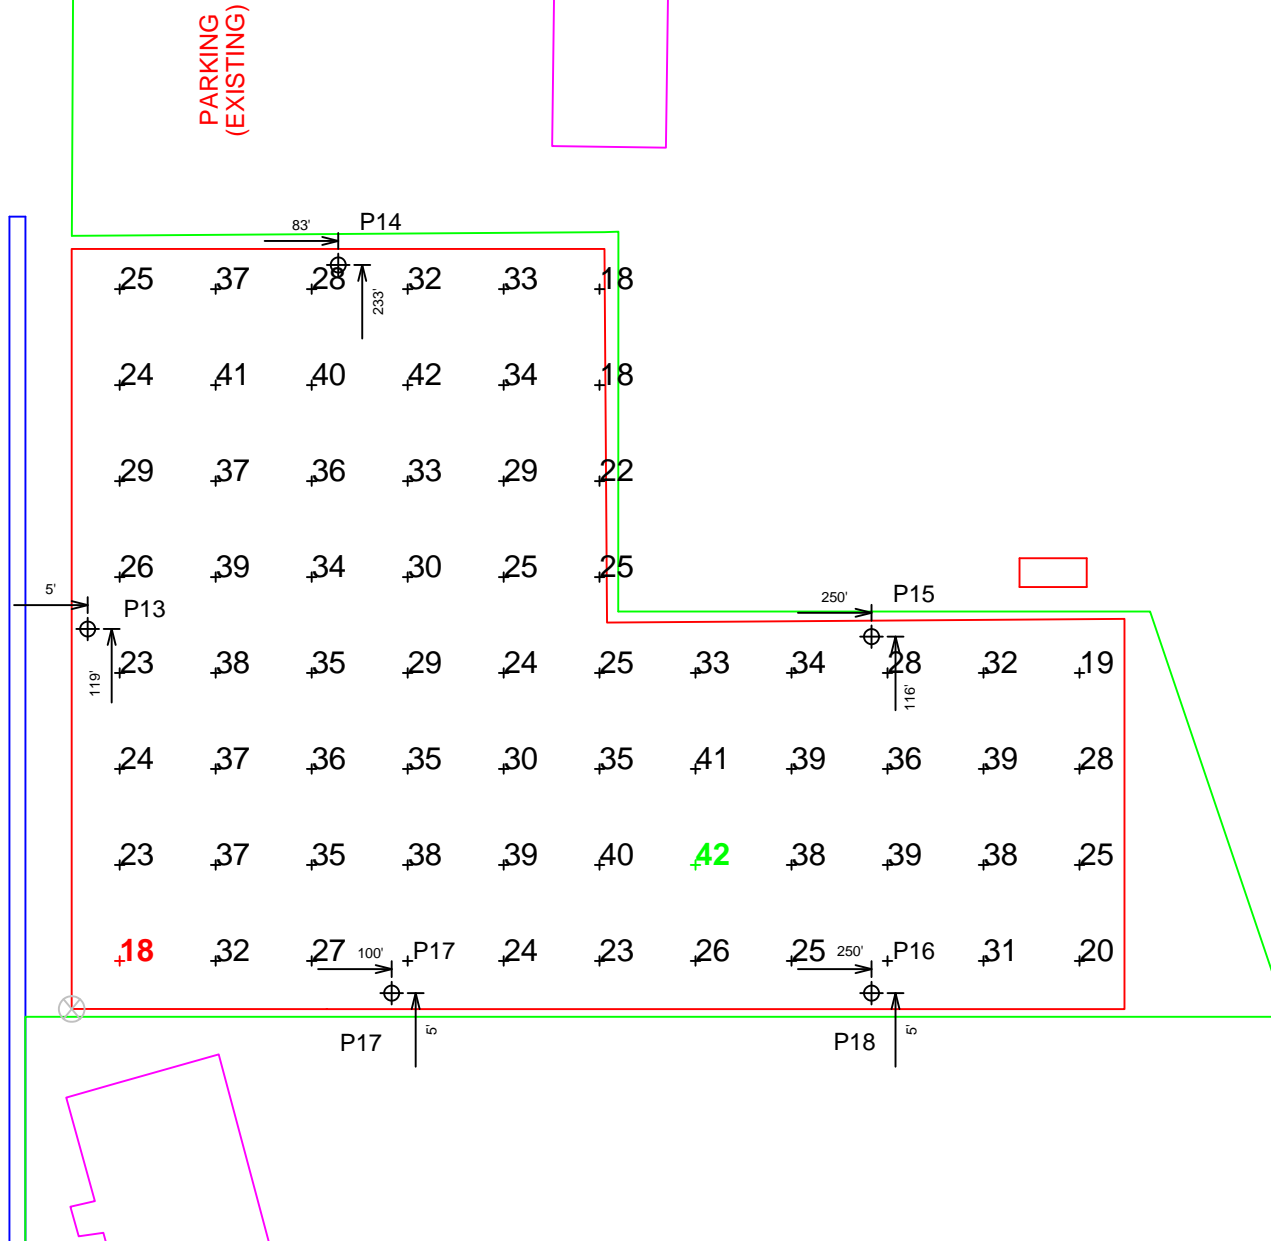 PARKING
(EXISTING)
83' P14
233'
25 37 28 32 33 18
24 41 40 42 34 18
29 37 36 33 29 22
26 39 34 30 25 25
5' P13
119'
250' P15
116'
23 38 35 29 24 25 33 34 28 32 19
24 37 36 35 30 35 41 39 36 39 28
23 37 35 38 39 40 42 38 39 38 25
18 32 27 100' P17 24 23 26 25 250' P16 31 20
P17 5' P18 5'